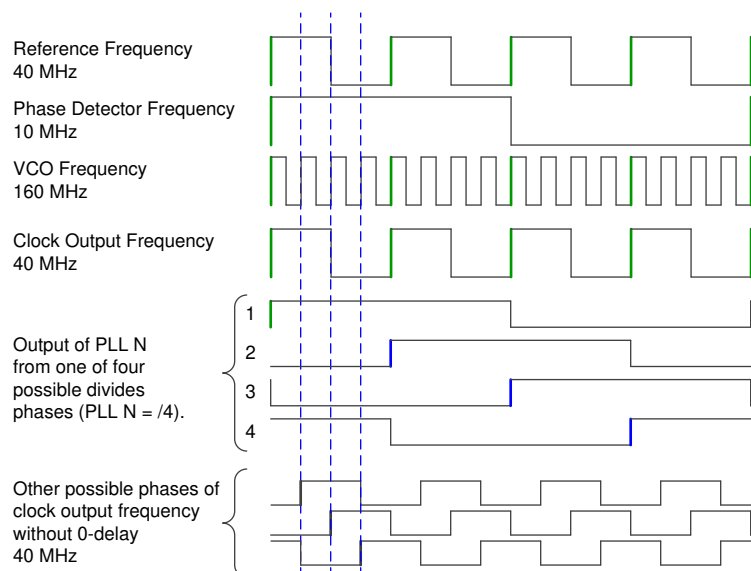 Reference Frequency
40 MHz
Phase Detector Frequency
10 MHz
VCO Frequency
160 MHz
Clock Output Frequency
40 MHz
Output of PLL N
from one of four
possible divides
phases (PLL N = /4).
1
2
3
4
Other possible phases of
clock output frequency
without 0-delay
40 MHz